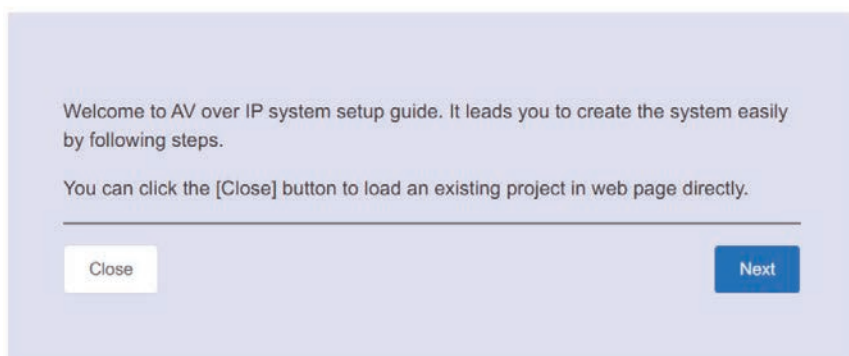 Welcome to AV over IP system setup guide. It leads you to create the system easily
by following steps.
You can click the [Close] button to load an existing project in web page directly.
Close
Next